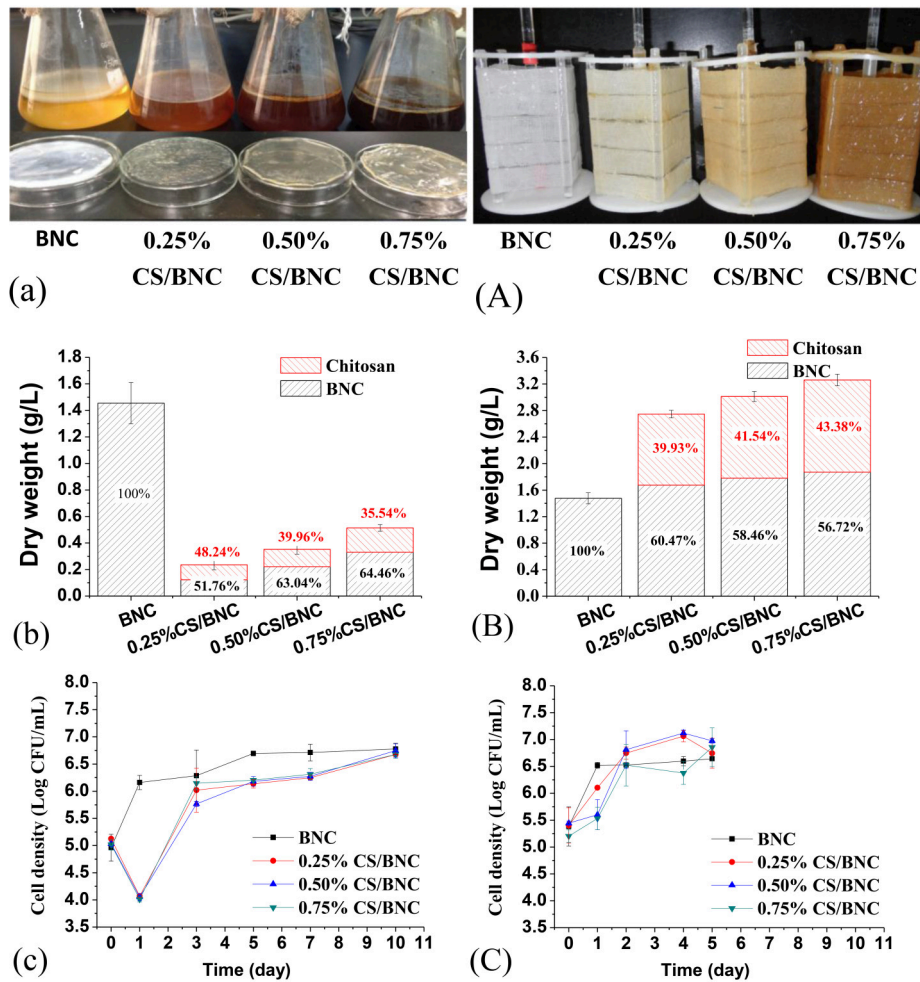 BNC
0.25%
0.50%
0.75%
CS/BNC
CS/BNC
CS/BNC
(a)
BNC
0.25%
0.50%
0.75%
CS/BNC
CS/BNC
CS/BNC
(A)
Dry weight (g/L)
1.8
1.6
1.4
1.2
1.0
0.8
0.6
0.4
0.2
0.0
Chitosan
BNC
100%
48.24%
51.76%
39.96%
63.04%
35.54%
64.46%
BNC
0.25%CS/BNC
0.50%CS/BNC
0.75%CS/BNC
(b)
Dry weight (g/L)
3.6
2.8
2.4
1.6
1.2
0.6
0.0
Chitosan
BNC
100%
39.93%
60.47%
41.54%
58.46%
43.38%
56.72%
BNC
0.25%CS/BNC
0.50%CS/BNC
0.75%CS/BNC
(B)
Cell density (Log CFU/mL)
8.0
7.5
7.0
6.5
6.0
5.5
5.0
4.5
4.0
3.5
BNC
0.25% CS/BNC
0.50% CS/BNC
0.75% CS/BNC
0 1 2 3 4 5 6 7 8 9 10 11
Time (day)
(c)
Cell density (Log CFU/mL)
8.0
7.5
7.0
6.5
6.0
5.5
5.0
4.5
4.0
3.5
BNC
0.25% CS/BNC
0.50% CS/BNC
0.75% CS/BNC
0 1 2 3 4 5 6 7 8 9 10 11
Time (day)
(C)